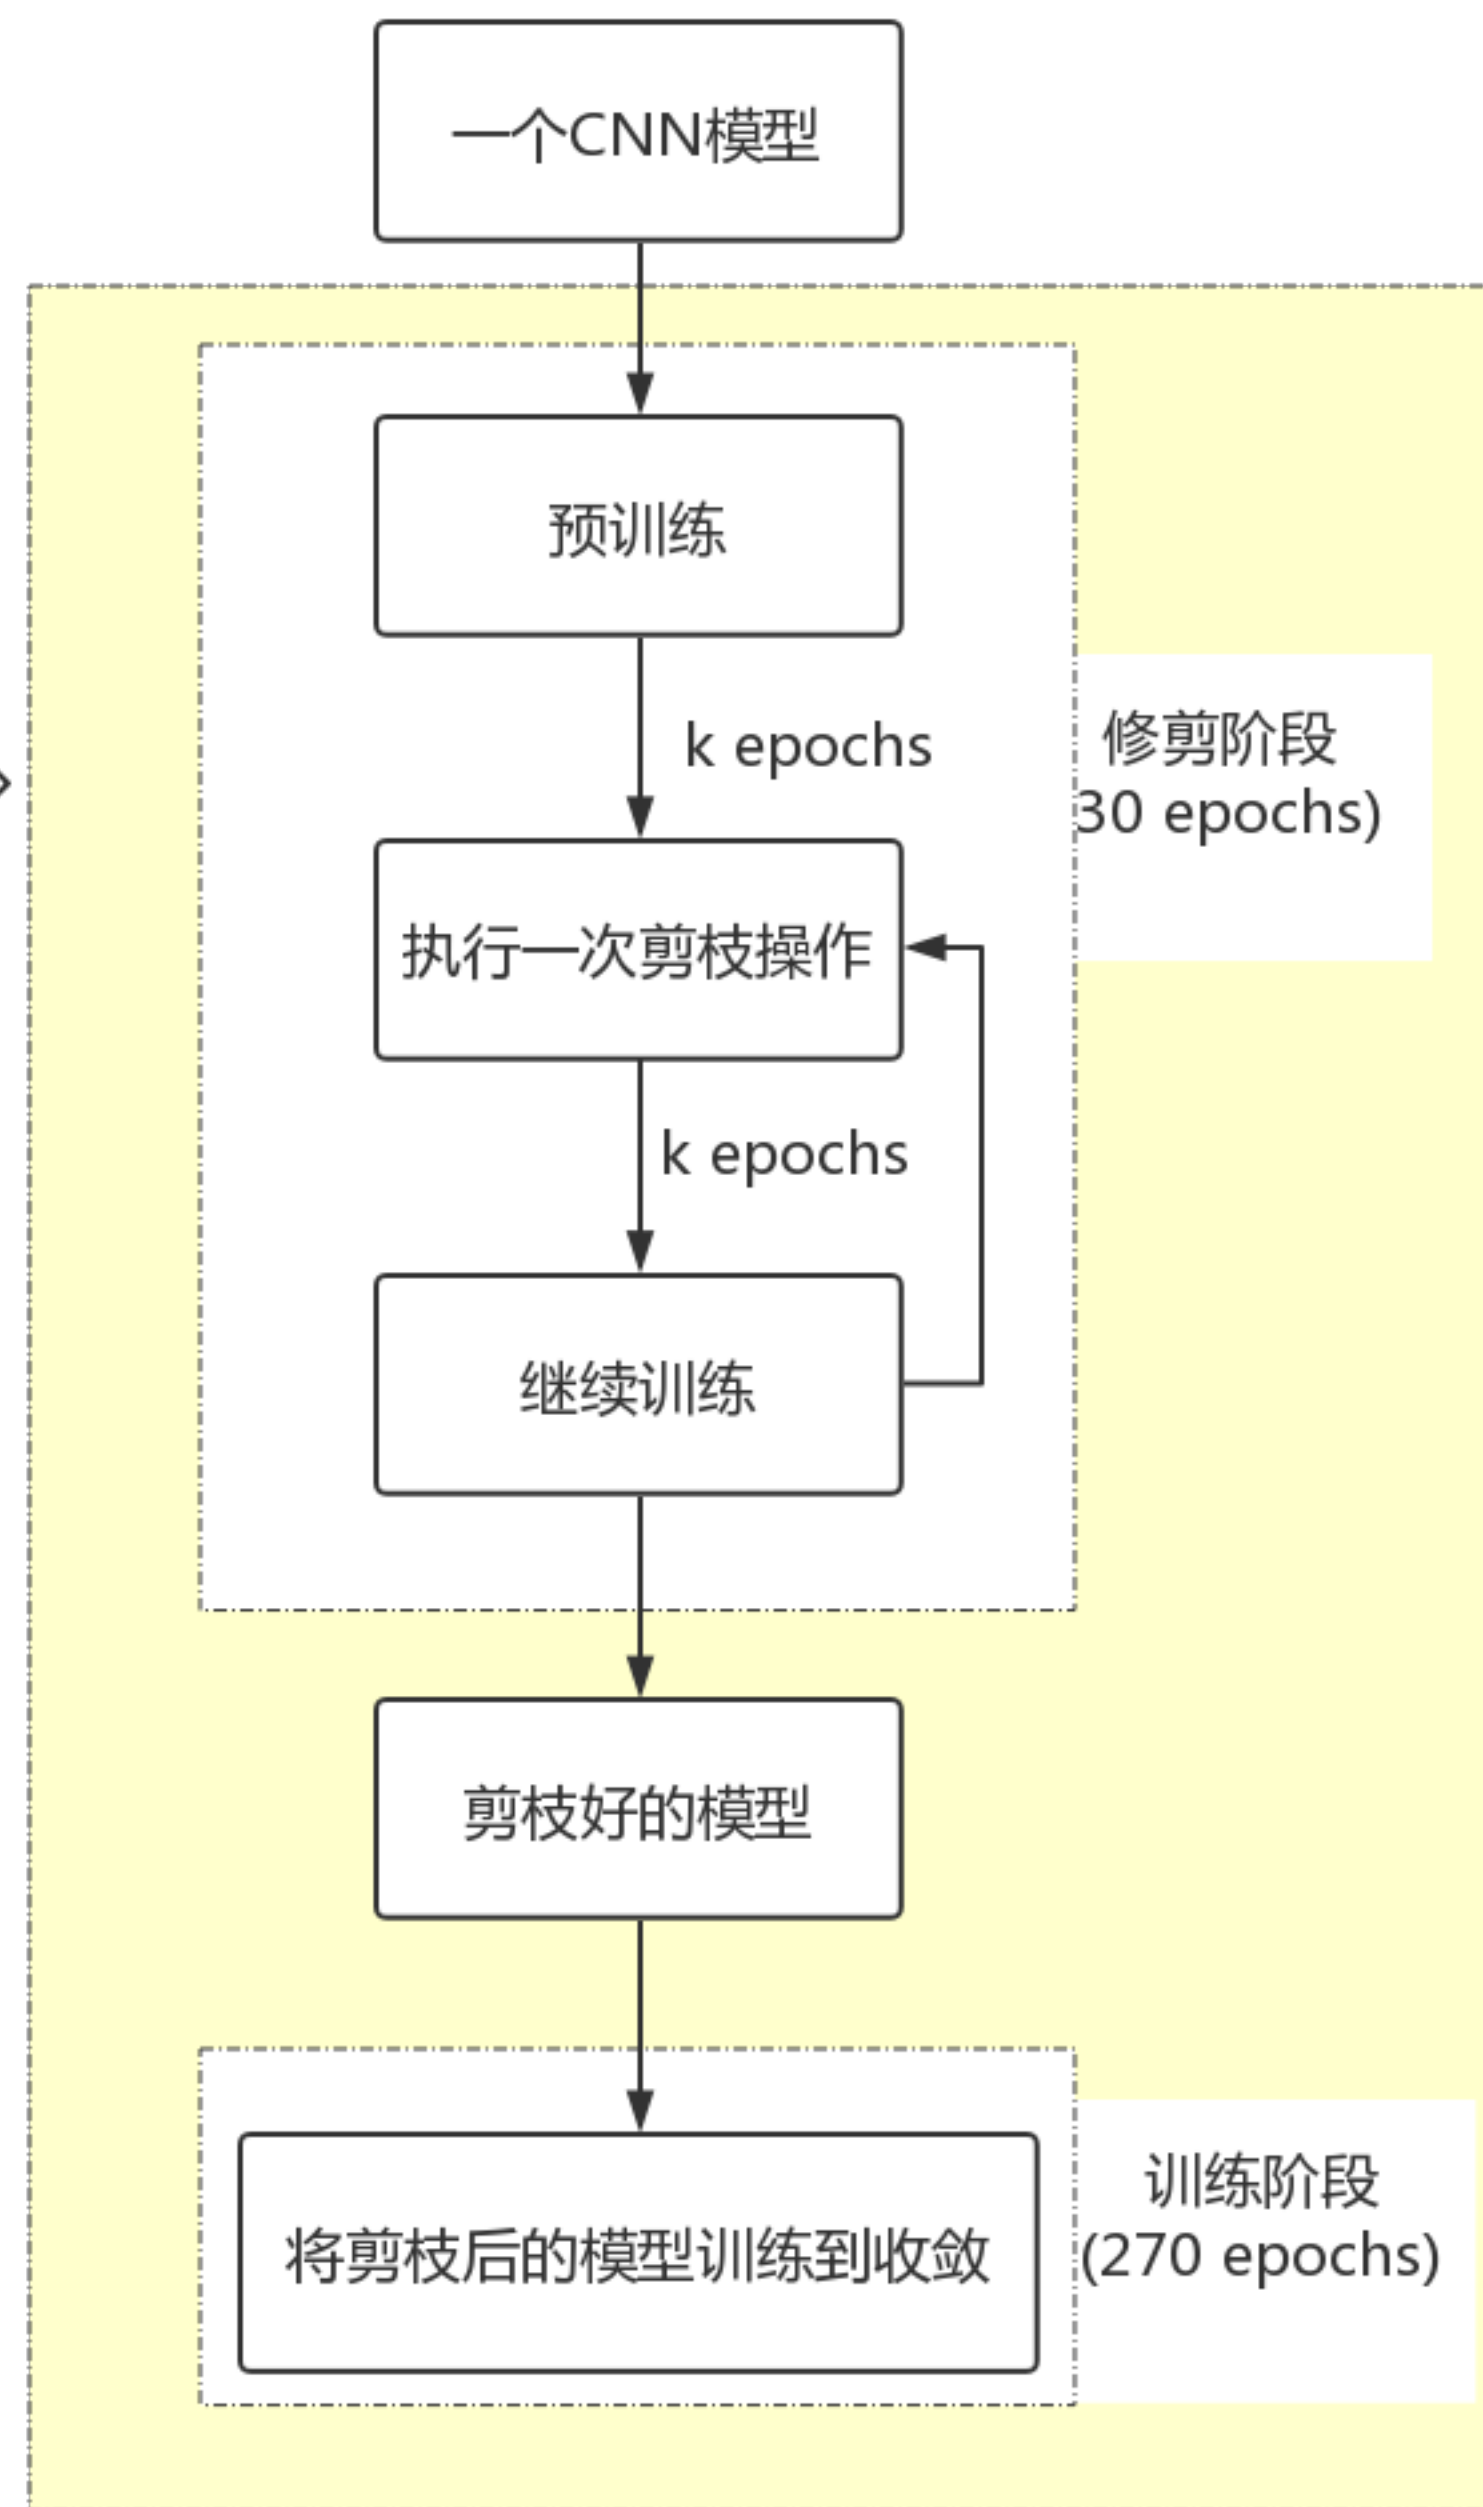 一个CNN模型
预训练
k epochs
修剪阶段
30 epochs)
执行一次剪枝操作
k epochs
继续训练
剪枝好的模型
训练阶段
(270 epochs)
将剪枝后的模型训练到收敛